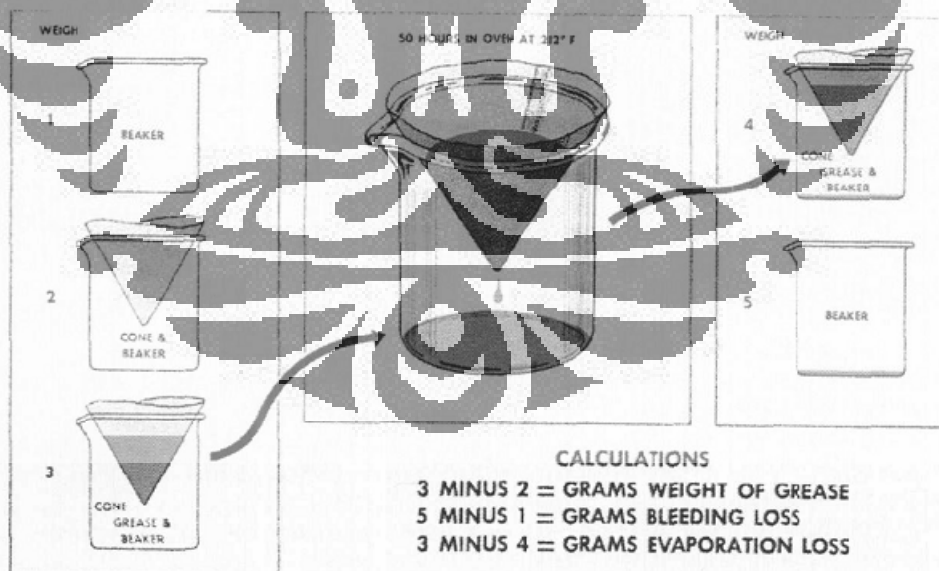 WEIGH
1
BEAKER
2
CONE &
BEAKER
3
CONE
GREASE &
BEAKER
50 HOURS IN OVEN AT 212° F
WEIGH
4
CONE
GREASE &
BEAKER
5
BEAKER
CALCULATIONS
3 MINUS 2 = GRAMS WEIGHT OF GREASE
5 MINUS 1 = GRAMS BLEEDING LOSS
3 MINUS 4 = GRAMS EVAPORATION LOSS